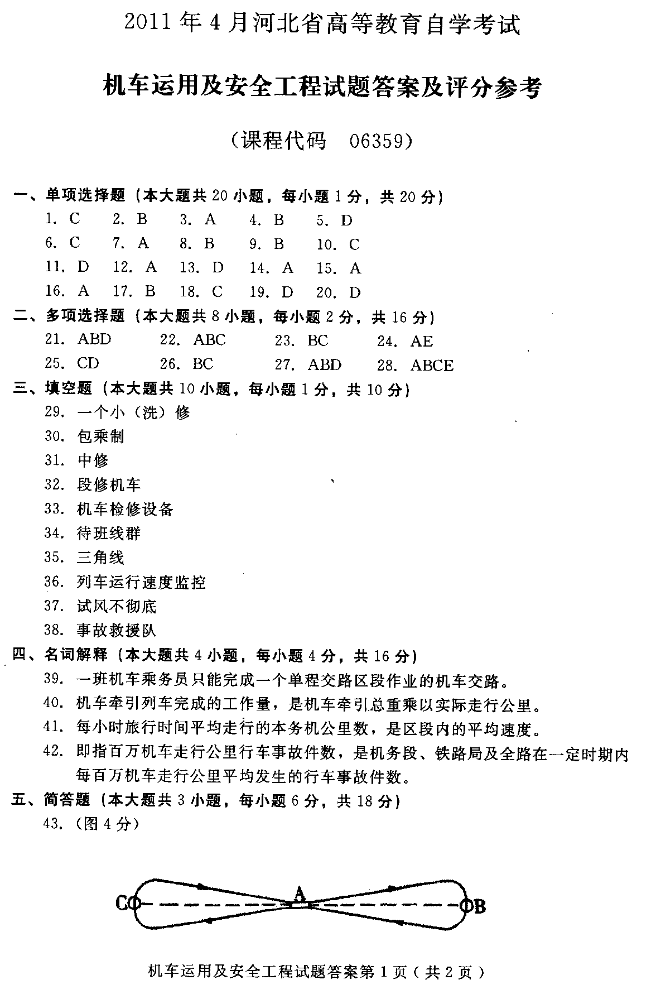 2011 年 4 月河北省高等教育自学考试
机车运用及安全工程试题答案及评分参考
（课程代码　06359）
一、单项选择题（本大题共 20 小题，每小题 1 分，共 20 分）
1. C　2. B　3. A　4. B　5. D
6. C　7. A　8. B　9. B　10. C
11. D　12. A　13. D　14. A　15. A
16. A　17. B　18. C　19. D　20. D
二、多项选择题（本大题共 8 小题，每小题 2 分，共 16 分）
21. ABD　22. ABC　23. BC　24. AE
25. CD　26. BC　27. ABD　28. ABCE
三、填空题（本大题共 10 小题，每小题 1 分，共 10 分）
29. 一个小（洗）修
30. 包乘制
31. 中修
32. 段修机车
33. 机车检修设备
34. 待班线群
35. 三角线
36. 列车运行速度监控
37. 试风不彻底
38. 事故救援队
四、名词解释（本大题共 4 小题，每小题 4 分，共 16 分）
39. 一班机车乘务员只能完成一个单程交路区段作业的机车交路。
40. 机车牵引列车完成的工作量，是机车牵引总重乘以实际走行公里。
41. 每小时旅行时间平均走行的本务机公里数，是区段内的平均速度。
42. 即指百万机车走行公里行车事故件数，是机务段、铁路局及全路在一定时期内
每百万机车走行公里平均发生的行车事故件数。
五、简答题（本大题共 3 小题，每小题 6 分，共 18 分）
43.（图 4 分）
C　A　B
机车运用及安全工程试题答案第 1 页（共 2 页）